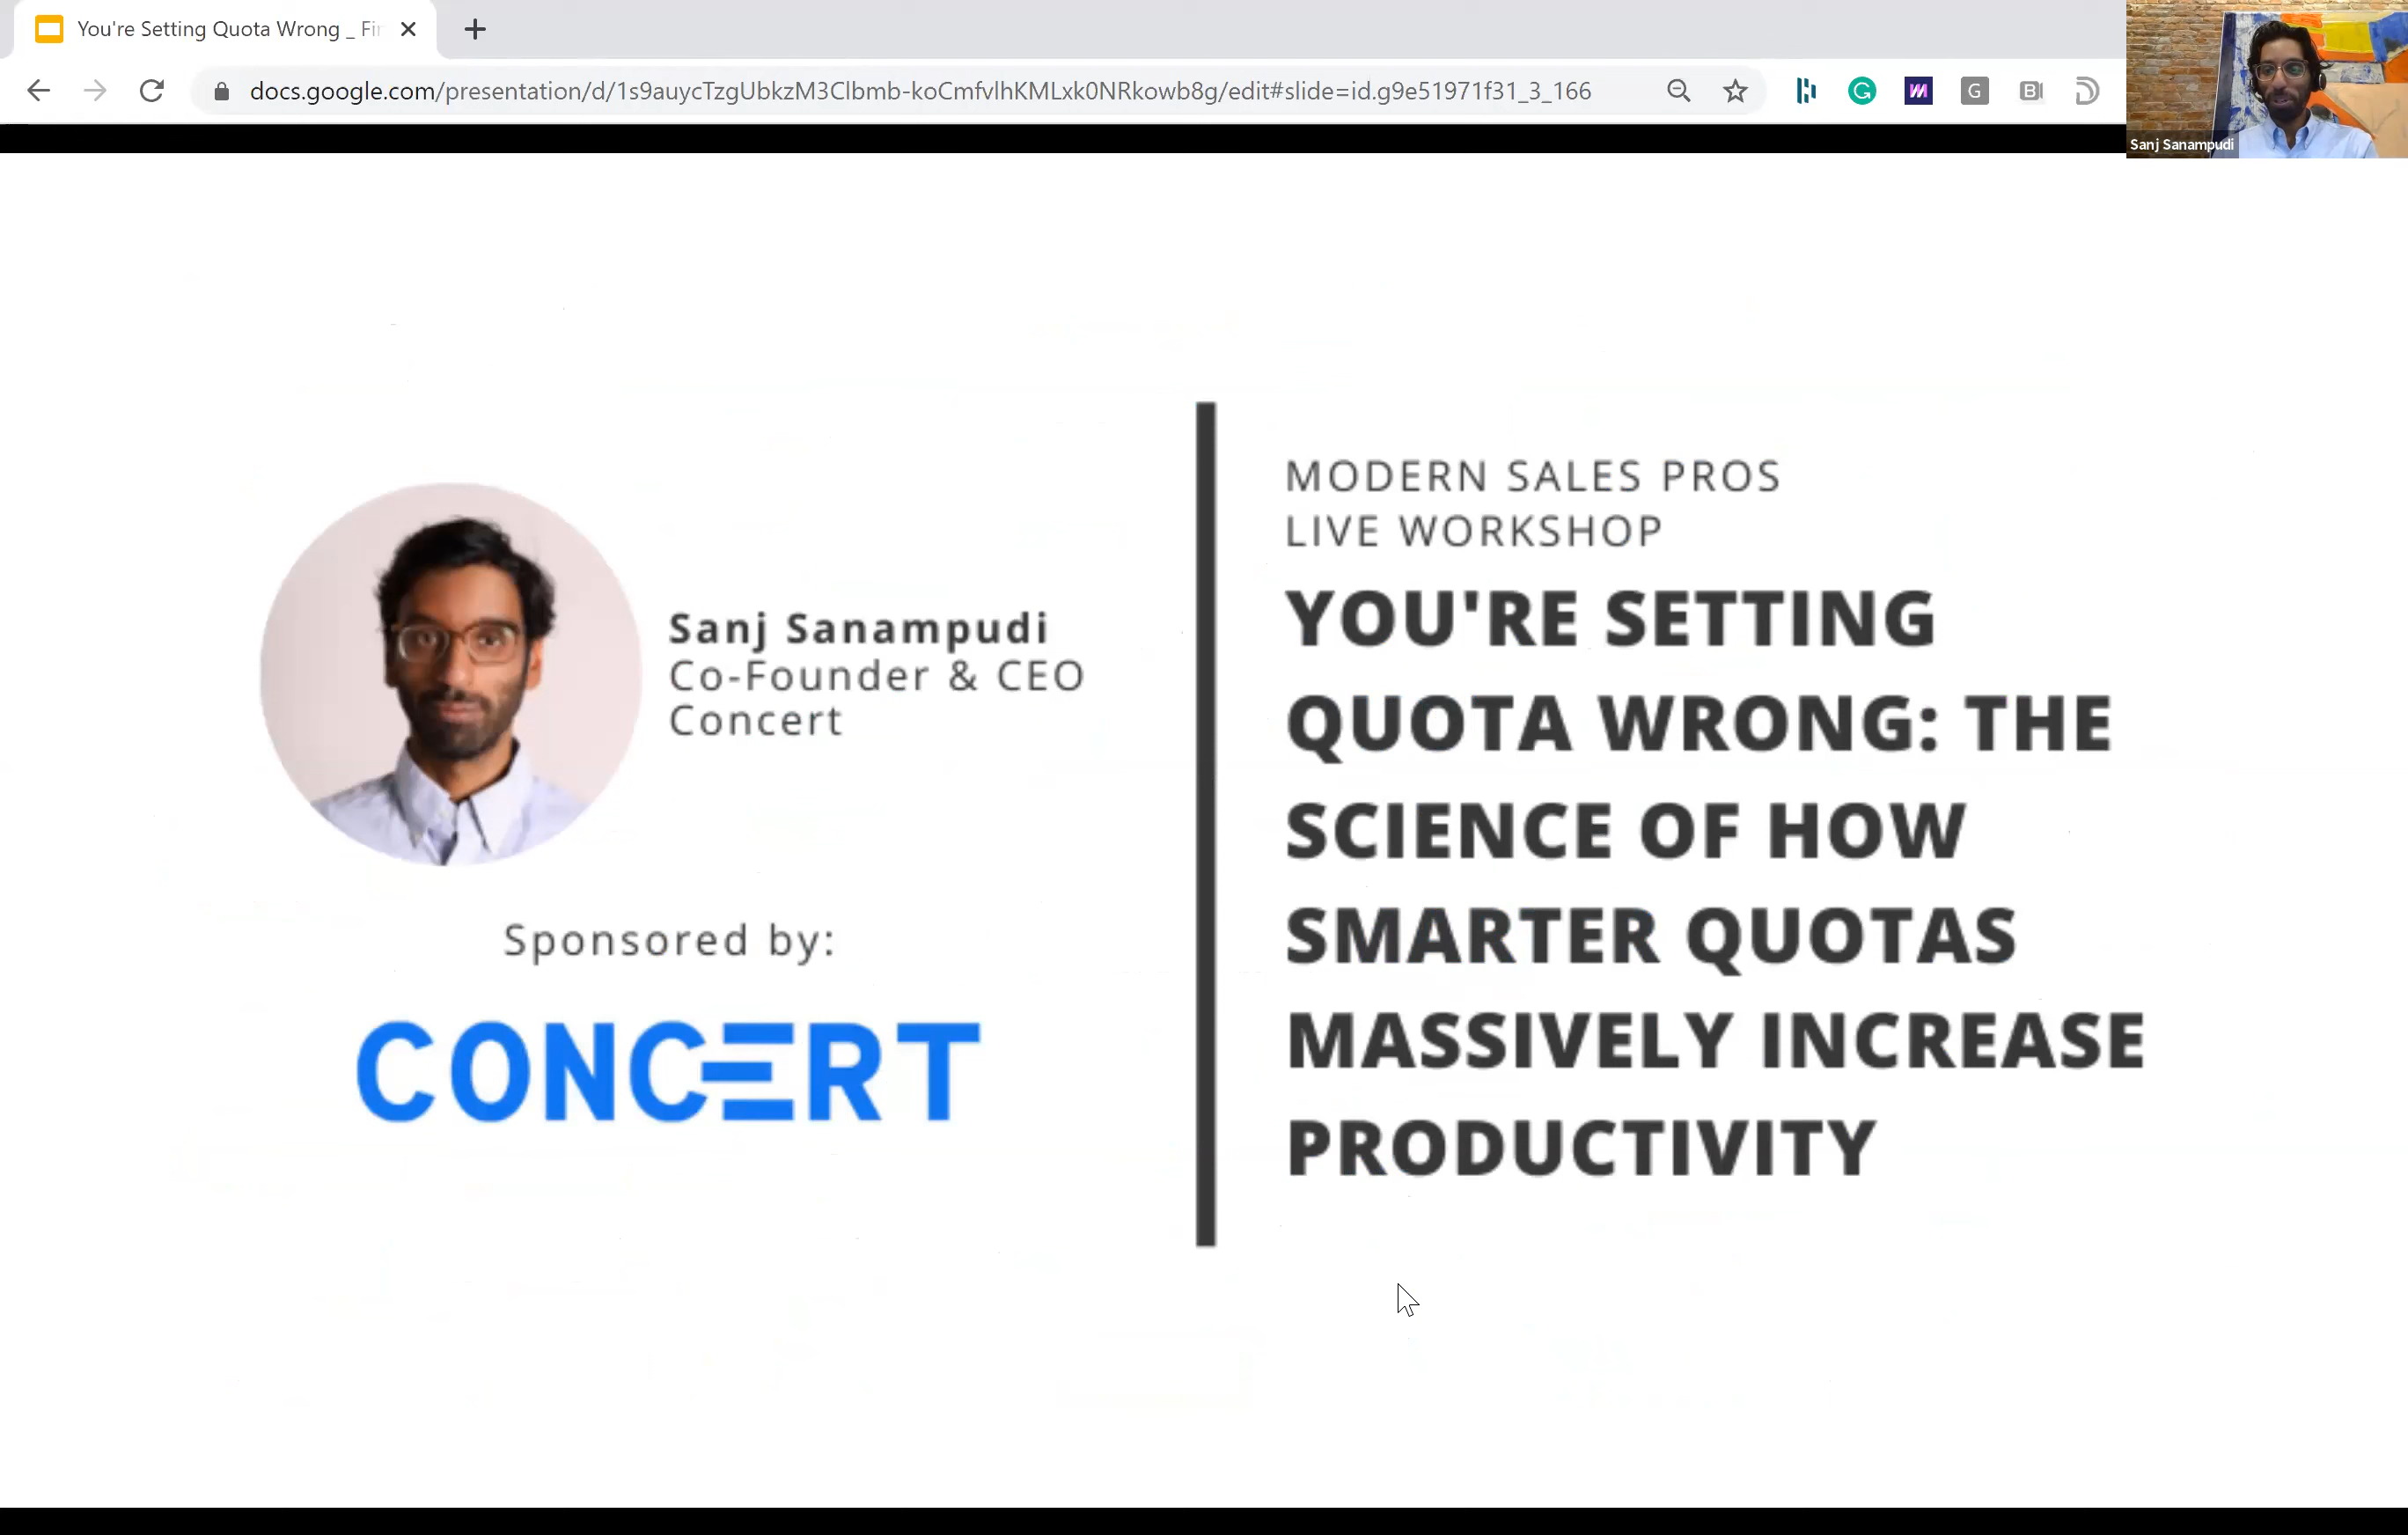 You're Setting Quota Wrong _ Fi
docs.google.com/presentation/d/1s9auycTzgUbkzM3Clbmb-koCmfvlhKMLxk0NRkowb8g/edit#slide=id.g9e51971f31_3_166
Sanj Sanampudi
Sanj Sanampudi
Co-Founder & CEO
Concert
Sponsored by:
CONCERT
MODERN SALES PROS
LIVE WORKSHOP
YOU'RE SETTING
QUOTA WRONG: THE
SCIENCE OF HOW
SMARTER QUOTAS
MASSIVELY INCREASE
PRODUCTIVITY